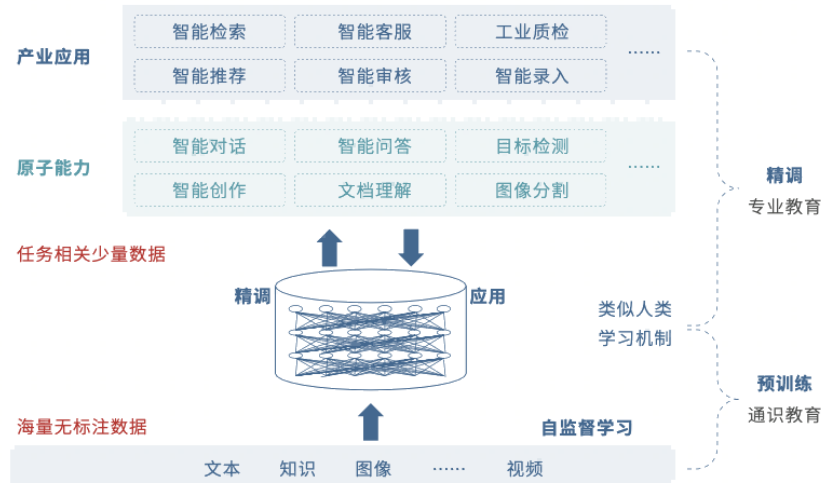 智能检索 智能客服 工业质检
产业应用 ……
智能推荐 智能审核 智能录入
智能对话 智能问答 目标检测
原子能力 ……
智能创作 文档理解 图像分割
精调
专业教育
任务相关少量数据
精调 应用
类似人类
学习机制
预训练
通识教育
海量无标注数据 自监督学习
文本 知识 图像 …… 视频